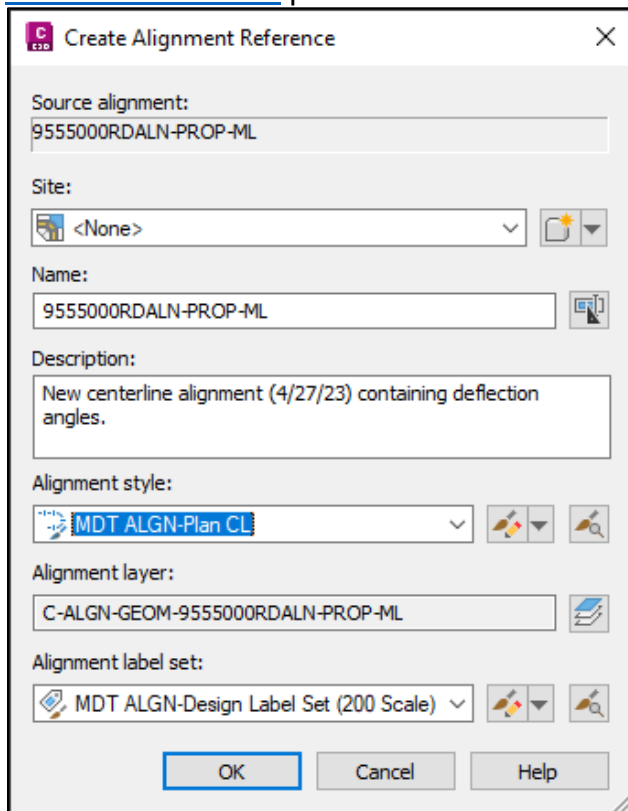 C
C3D
Create Alignment Reference
Source alignment:
9555000RDALN-PROP-ML
Site:
<None>
Name:
9555000RDALN-PROP-ML
Description:
New centerline alignment (4/27/23) containing deflection
angles.
Alignment style:
MDT ALGN-Plan CL
Alignment layer:
C-ALGN-GEOM-9555000RDALN-PROP-ML
Alignment label set:
MDT ALGN-Design Label Set (200 Scale)
OK Cancel Help